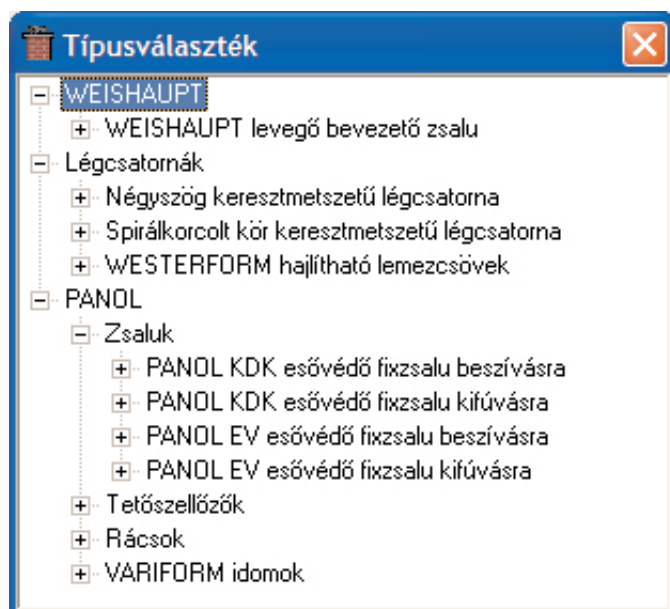 Típusválaszték
WEISHAUPT
WEISHAUPT levegő bevezető zsalu
Légcsatornák
Négyszög keresztmetszetű légcsatorna
Spirálkorcolt kör keresztmetszetű légcsatorna
WESTERFORM hajlítható lemezcsövek
PANOL
Zsaluk
PANOL KDK esővédő fixzsalu beszívásra
PANOL KDK esővédő fixzsalu kifúvásra
PANOL EV esővédő fixzsalu beszívásra
PANOL EV esővédő fixzsalu kifúvásra
Tetőszellőzők
Rácsok
VARIFORM idomok